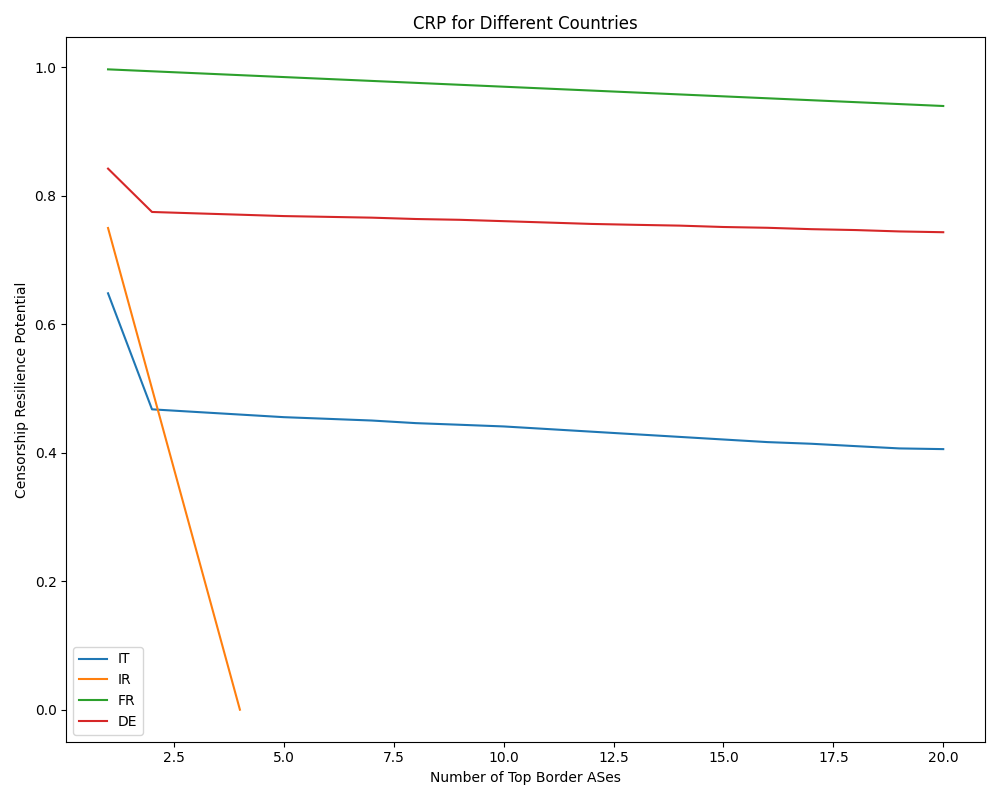 CRP for Different Countries
Censorship Resilience Potential
1.0
0.8
0.6
0.4
0.2
0.0
IT
IR
FR
DE
2.5 5.0 7.5 10.0 12.5 15.0 17.5 20.0
Number of Top Border ASes